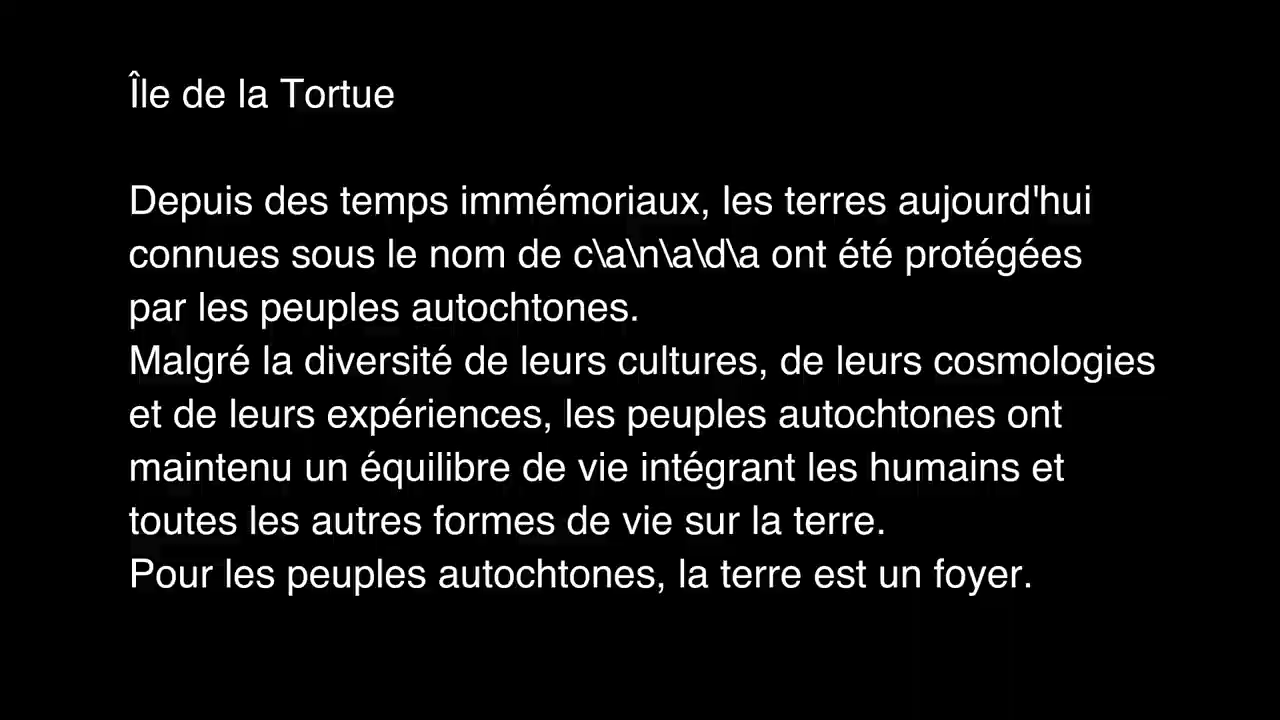 Île de la Tortue
Depuis des temps immémoriaux, les terres aujourd'hui
connues sous le nom de c\a\n\a\d\a ont été protégées
par les peuples autochtones.
Malgré la diversité de leurs cultures, de leurs cosmologies
et de leurs expériences, les peuples autochtones ont
maintenu un équilibre de vie intégrant les humains et
toutes les autres formes de vie sur la terre.
Pour les peuples autochtones, la terre est un foyer.